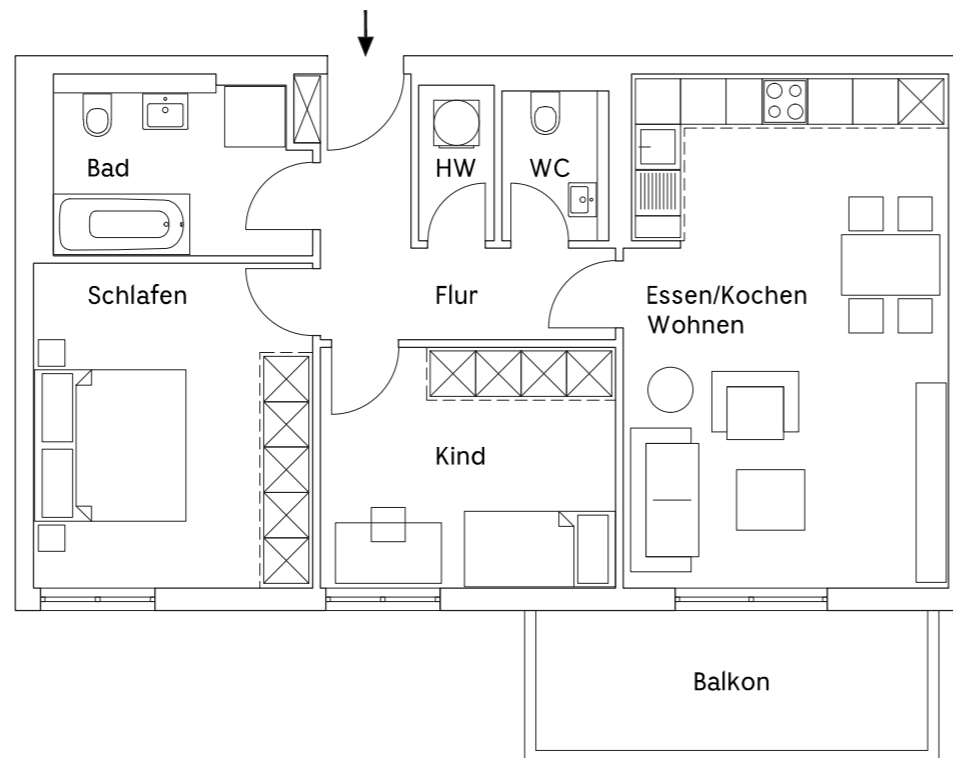 Bad
HW
WC
Schlafen
Flur
Essen/Kochen
Wohnen
Kind
Balkon